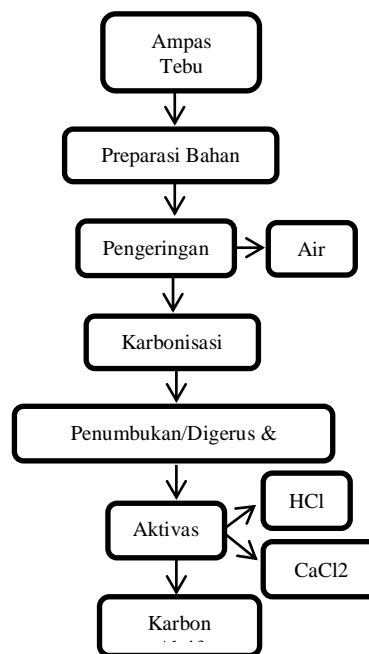 Ampas
Tebu
Preparasi Bahan
Pengeringan
Air
Karbonisasi
Penumbukan/Digerus &
HCl
Aktivas
CaCl2
Karbon